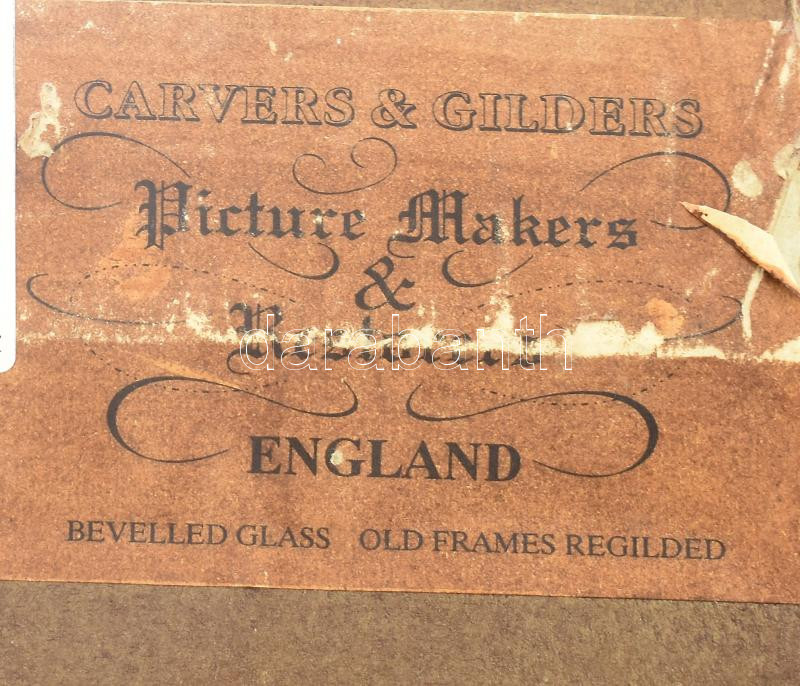 CARVERS & GILDERS
Picture Makers
&
ENGLAND
BEVELLED GLASS OLD FRAMES REGILDED
darabanth